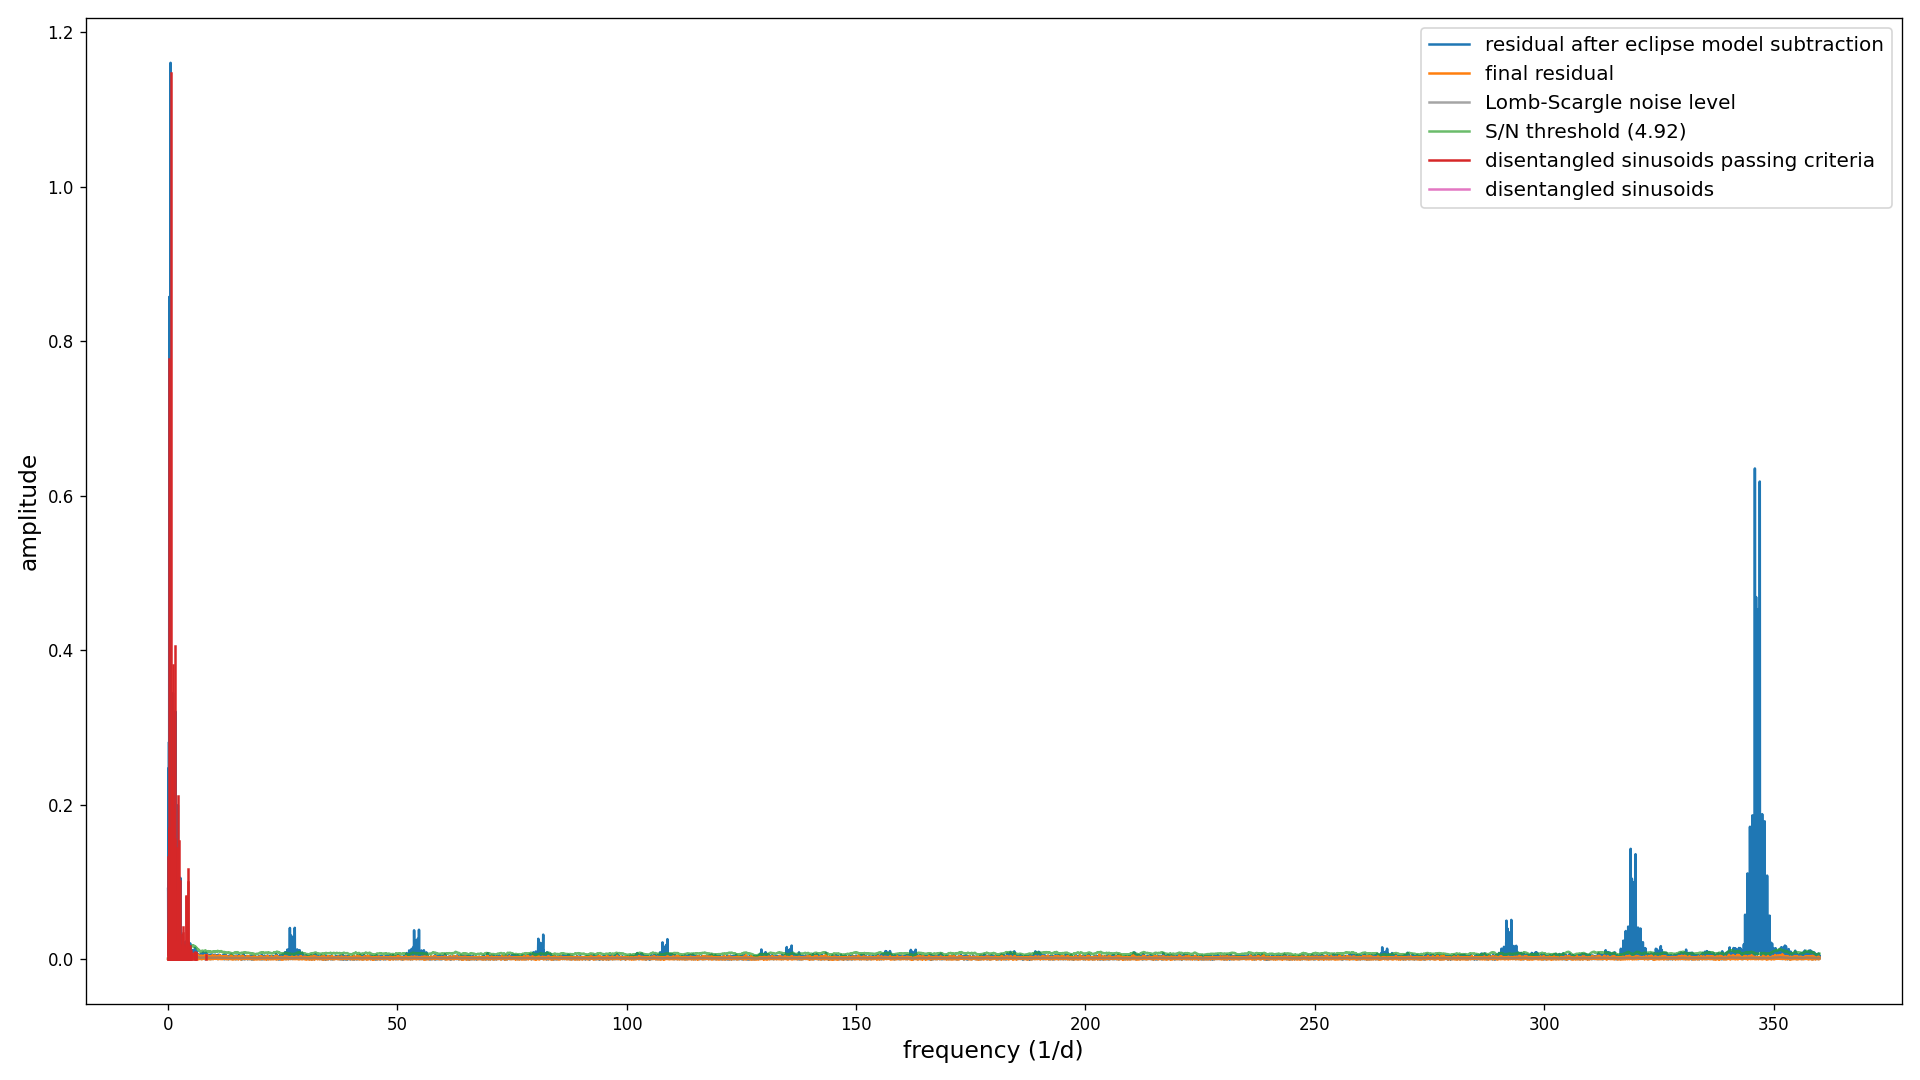 residual after eclipse model subtraction
final residual
Lomb-Scargle noise level
S/N threshold (4.92)
disentangled sinusoids passing criteria
disentangled sinusoids
1.2
1.0
0.8
0.6
0.4
0.2
0.0
amplitude
0 50 100 150 200 250 300 350
frequency (1/d)